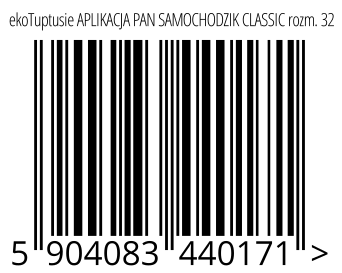 ekoTuptusie APLIKACJA PAN SAMOCHODZIK CLASSIC rozm. 32
5 904083 440171 >